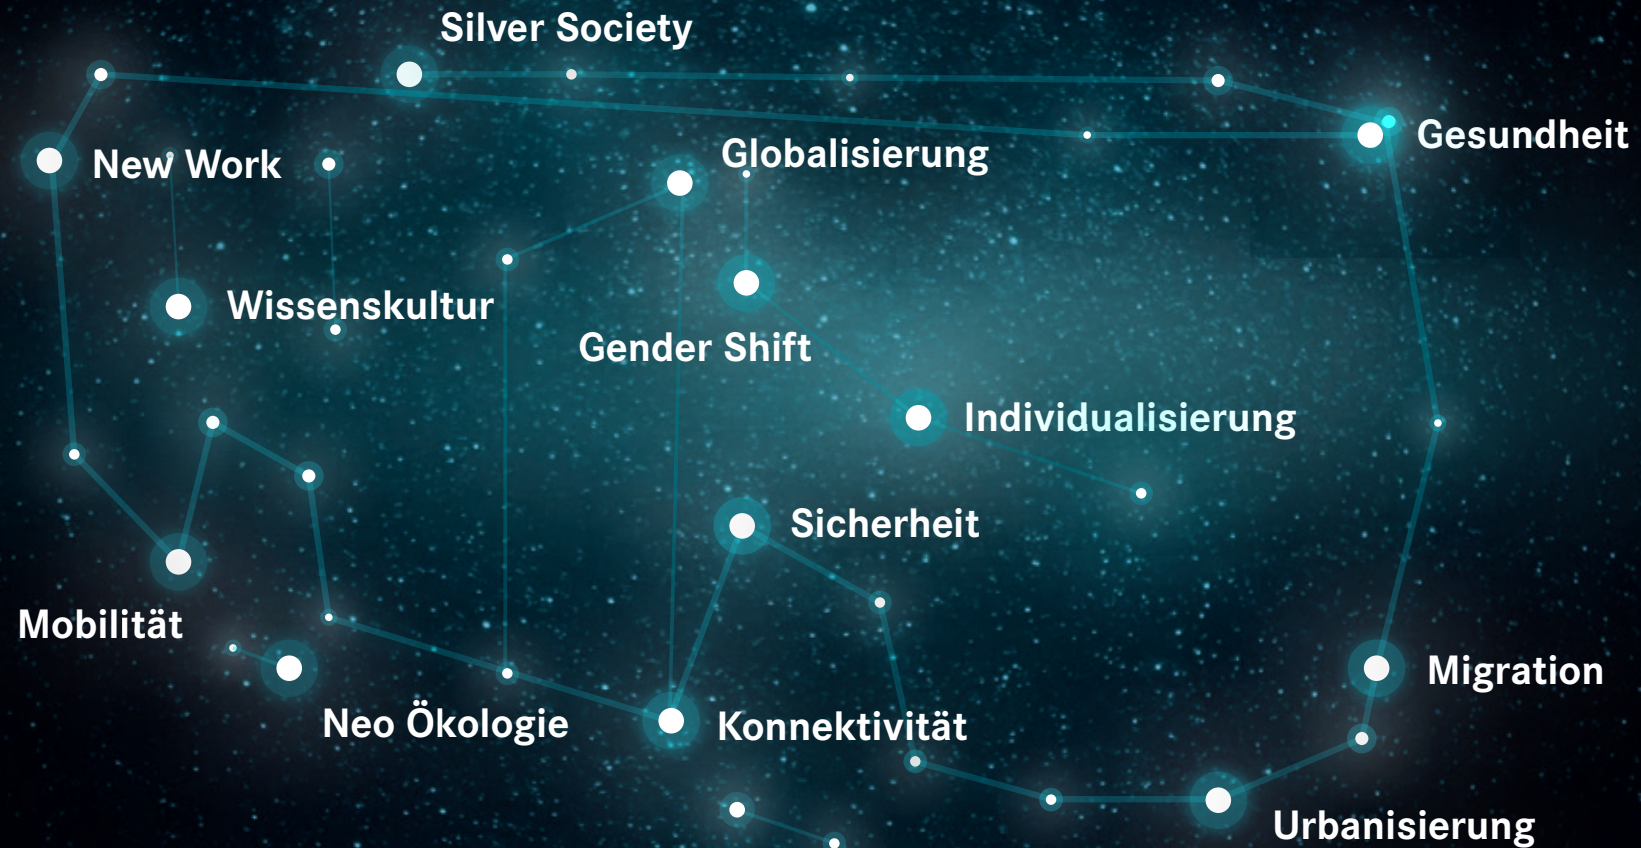 Silver Society
Gesundheit
New Work
Globalisierung
Wissenskultur
Gender Shift
Individualisierung
Sicherheit
Mobilität
Migration
Neo Ökologie
Konnektivität
Urbanisierung